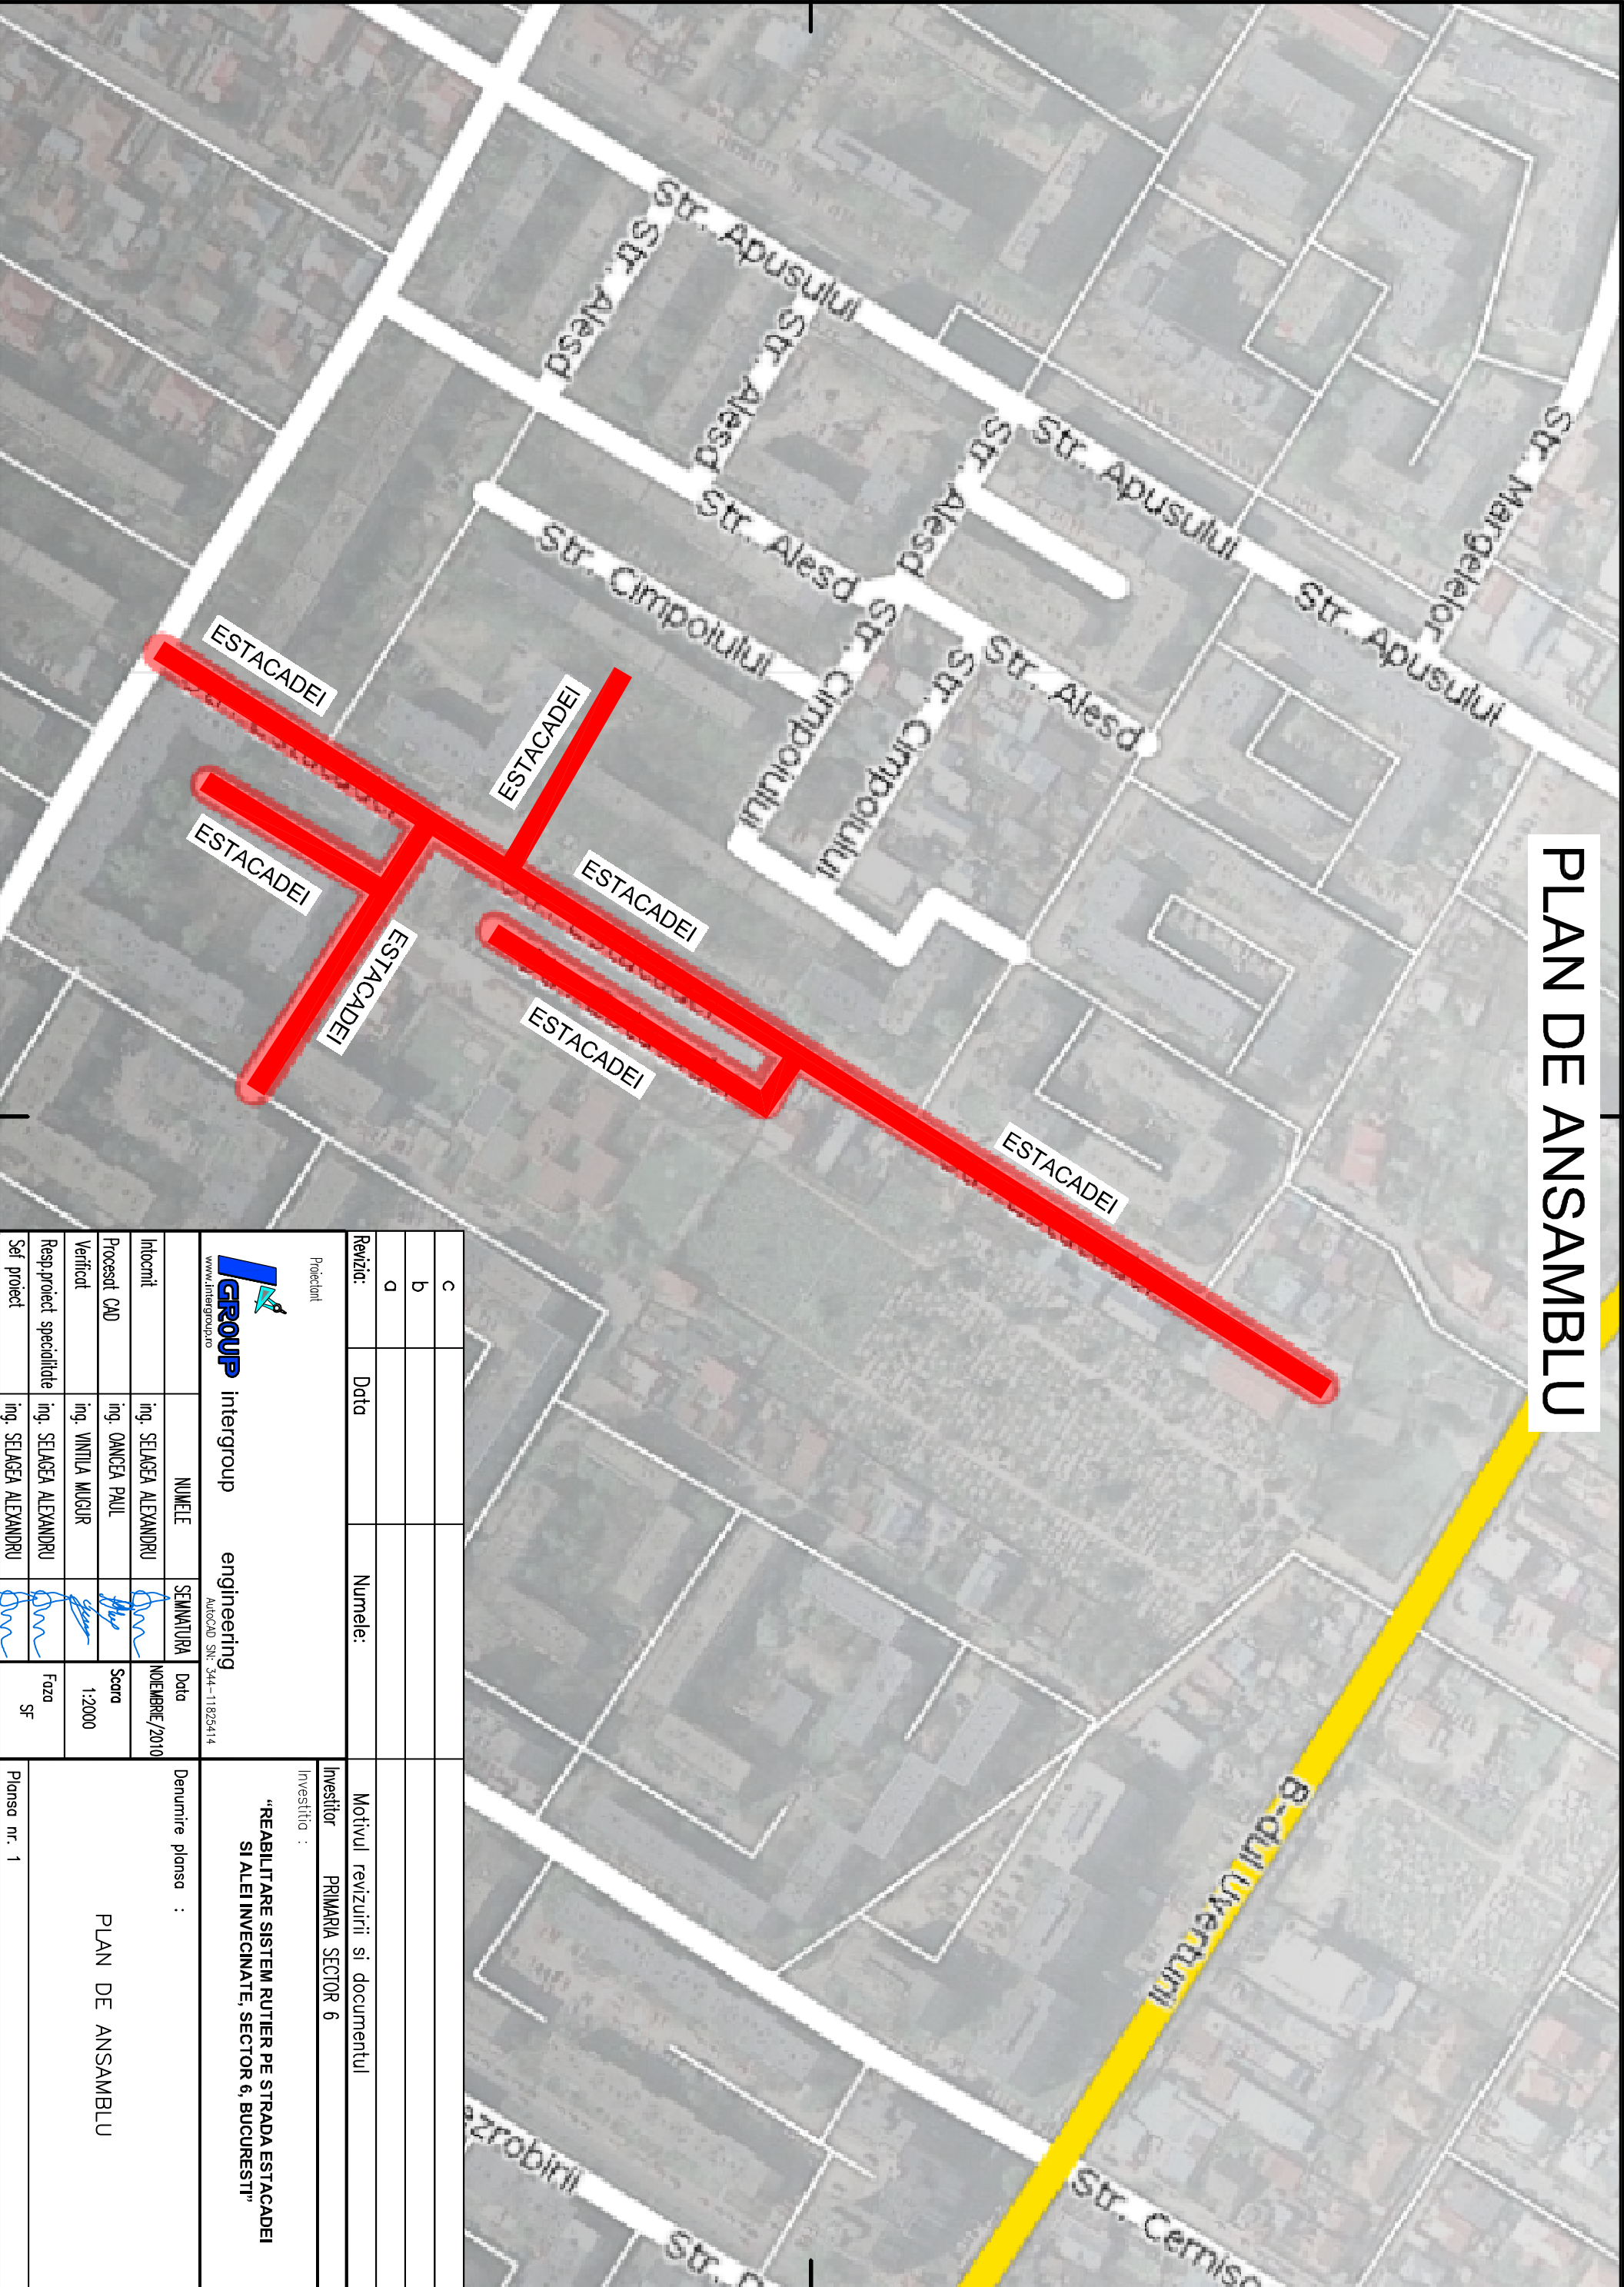 PLAN DE ANSAMBLU
Str. Margelelor
Str. Apusului
Str. Apusului
Str. Apusului
Str. Alesd
Str. Alesd
Str. Alesd
Str. Alesd
Str. Alesd
Str. Cimpoiului
Str. Cimpoiului
Str. Cimpoiului
ESTACADEI
ESTACADEI
ESTACADEI
ESTACADEI
ESTACADEI
ESTACADEI
ESTACADEI
B-dul Uverturii
Str. Cernișo
ezrobirii
Str. D
c
b
a
Revizia: Data Numele: Motivul revizuirii si documentul
Proiectant
GROUP intergroup engineering
www.intergroup.ro
AutoCAD SN: 344-11825414
Investitor PRIMARIA SECTOR 6
Investitia :
“REABILITARE SISTEM RUTIER PE STRADA ESTACADEI
SI ALEI INVECINATE, SECTOR 6, BUCURESTI”
NUMELE SEMNATURA Data
NOIEMBRIE/2010
Intocmit ing. SELAGEA ALEXANDRU
Procesat CAD ing. OANCEA PAUL
Scara
1:2000
Verificat ing. VINTILA MUGUR
Resp.proiect specialitate ing. SELAGEA ALEXANDRU
Faza
SF
Sef proiect ing. SELAGEA ALEXANDRU
Denumire plansa :
PLAN DE ANSAMBLU
Plansa nr. 1